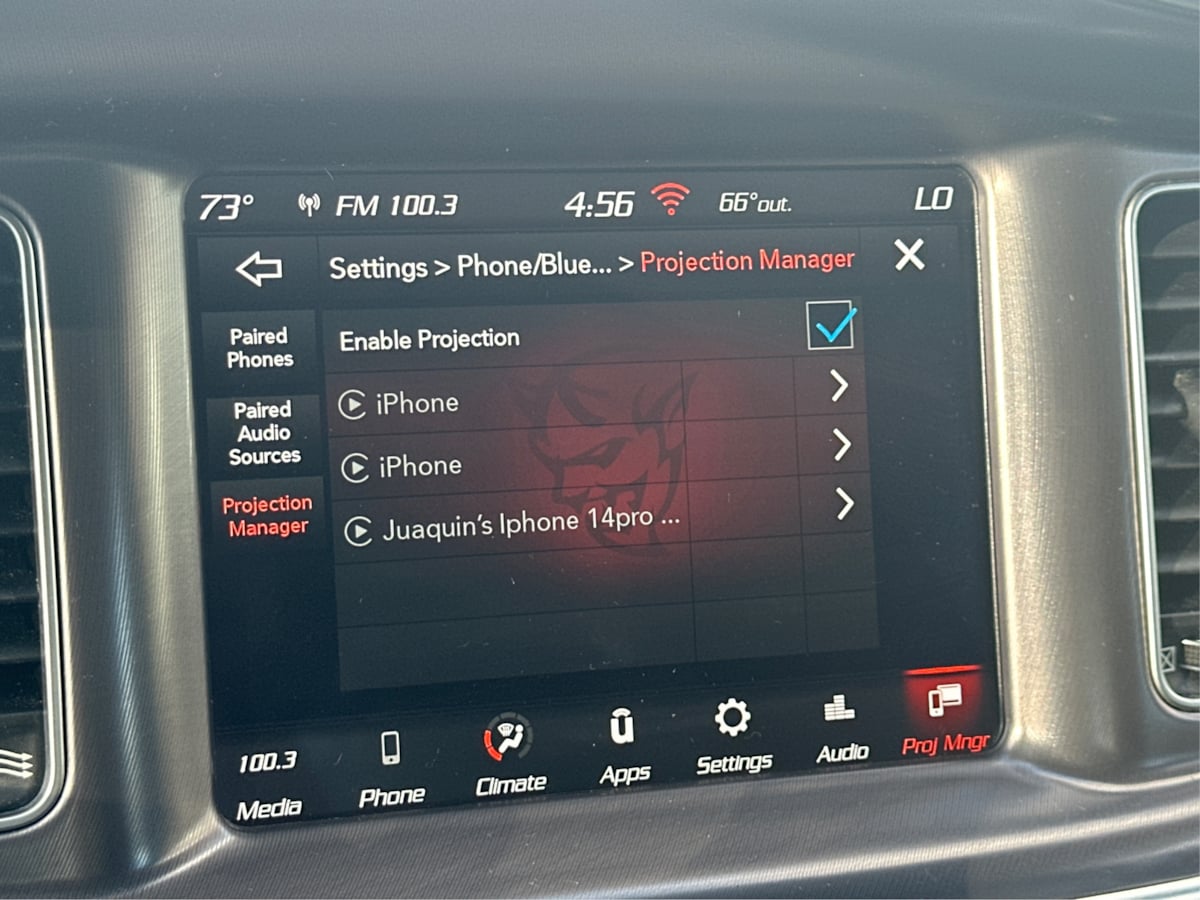 73° FM 100.3 4:56 66°out. LO
Settings > Phone/Blue... > Projection Manager
Paired
Phones
Enable Projection
iPhone
Paired
Audio
Sources
iPhone
Projection
Manager
Juaquin's Iphone 14pro ...
100.3
Media
Phone
Climate
Apps
Settings
Audio
Proj Mngr